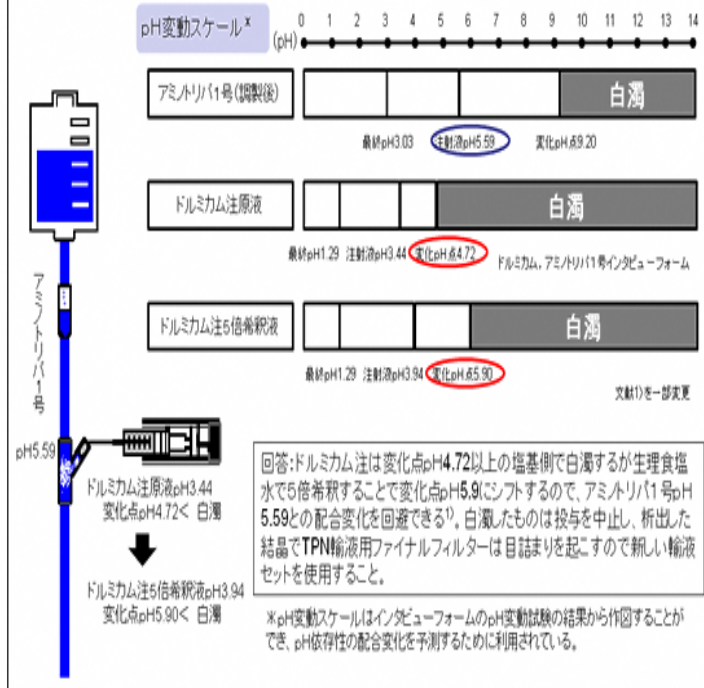 pH変動スケール*
(pH)
0 1 2 3 4 5 6 7 8 9 10 11 12 13 14
アミノトリパ1号(調製後)
白濁
最終pH3.03 注射液pH5.59 変化pH点9.20
ドルミカム注原液
白濁
最終pH1.29 注射液pH3.44 変化pH点4.72
ドルミカム, アミノトリパ1号インタビューフォーム
ドルミカム注5倍希釈液
白濁
最終pH1.29 注射液pH3.94 変化pH点5.90
文献1)を一部変更
アミノトリパ1号
pH5.59
ドルミカム注原液pH3.44
変化点pH4.72< 白濁
ドルミカム注5倍希釈液pH3.94
変化点pH5.90< 白濁
回答:ドルミカム注は変化点pH4.72以上の塩基側で白濁するが生理食塩
水で5倍希釈することで変化点pH5.9にシフトするので、アミノトリパ1号pH
5.59との配合変化を回避できる1)。白濁したものは投与を中止し、析出した
結晶でTPN輸液用ファイナルフィルターは目詰まりを起こすので新しい輸液
セットを使用すること。
※pH変動スケールはインタビューフォームのpH変動試験の結果から作図することが
でき、pH依存性の配合変化を予測するために利用されている。